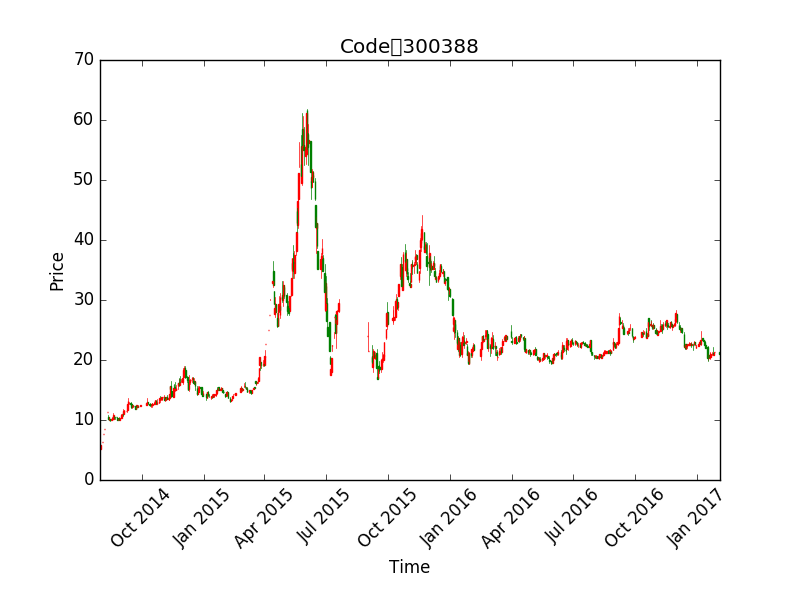 Code▯300388
70
60
50
40
30
20
10
0
Price
Oct 2014
Jan 2015
Apr 2015
Jul 2015
Oct 2015
Jan 2016
Apr 2016
Jul 2016
Oct 2016
Jan 2017
Time